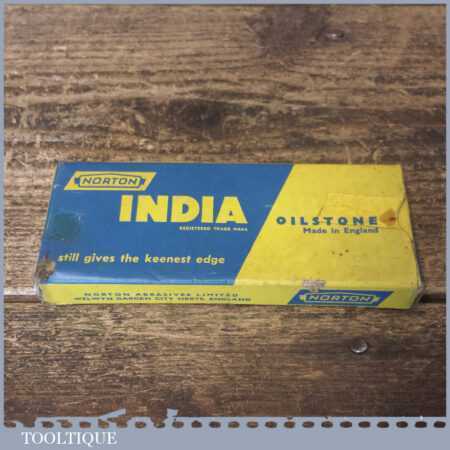 NORTON
INDIA
REGISTERED TRADE MARK
OILSTONE
Made in England
still gives the keenest edge
NORTON ABRASIVES LIMITED
WELWYN GARDEN CITY HERTS. ENGLAND
NORTON
TOOLTIQUE